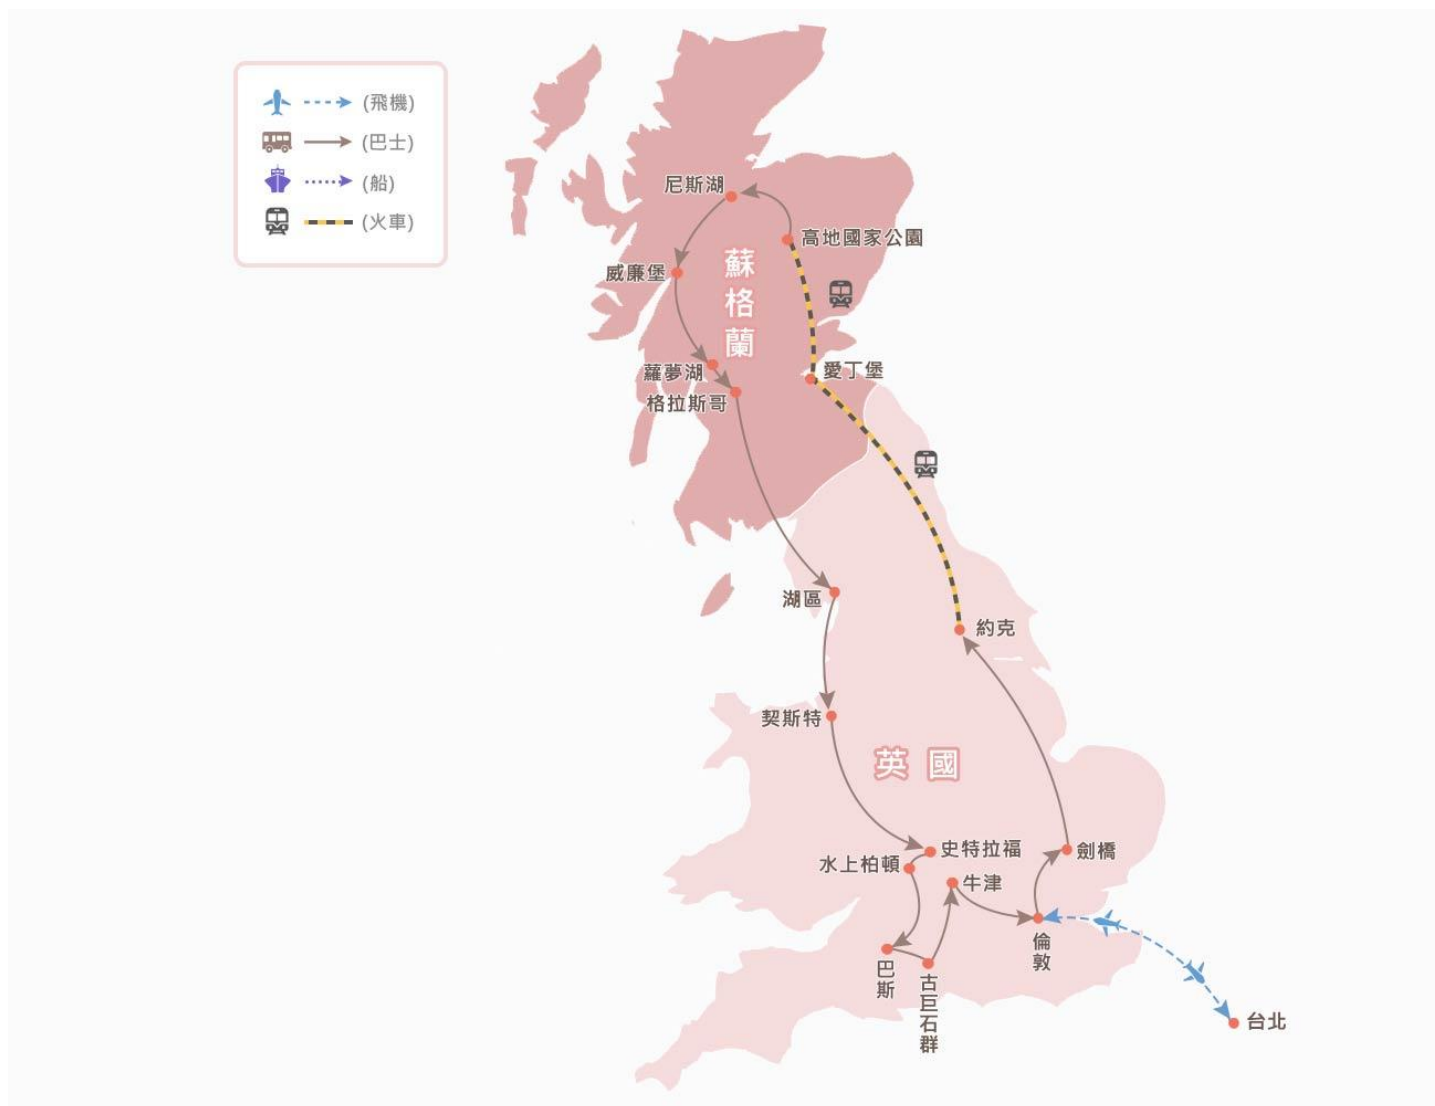 (飛機)
(巴士)
(船)
(火車)
尼斯湖
高地國家公園
蘇格蘭
威廉堡
蘿夢湖
愛丁堡
格拉斯哥
湖區
約克
契斯特
英國
史特拉福
劍橋
水上柏頓
牛津
倫敦
巴斯
古巨石群
台北